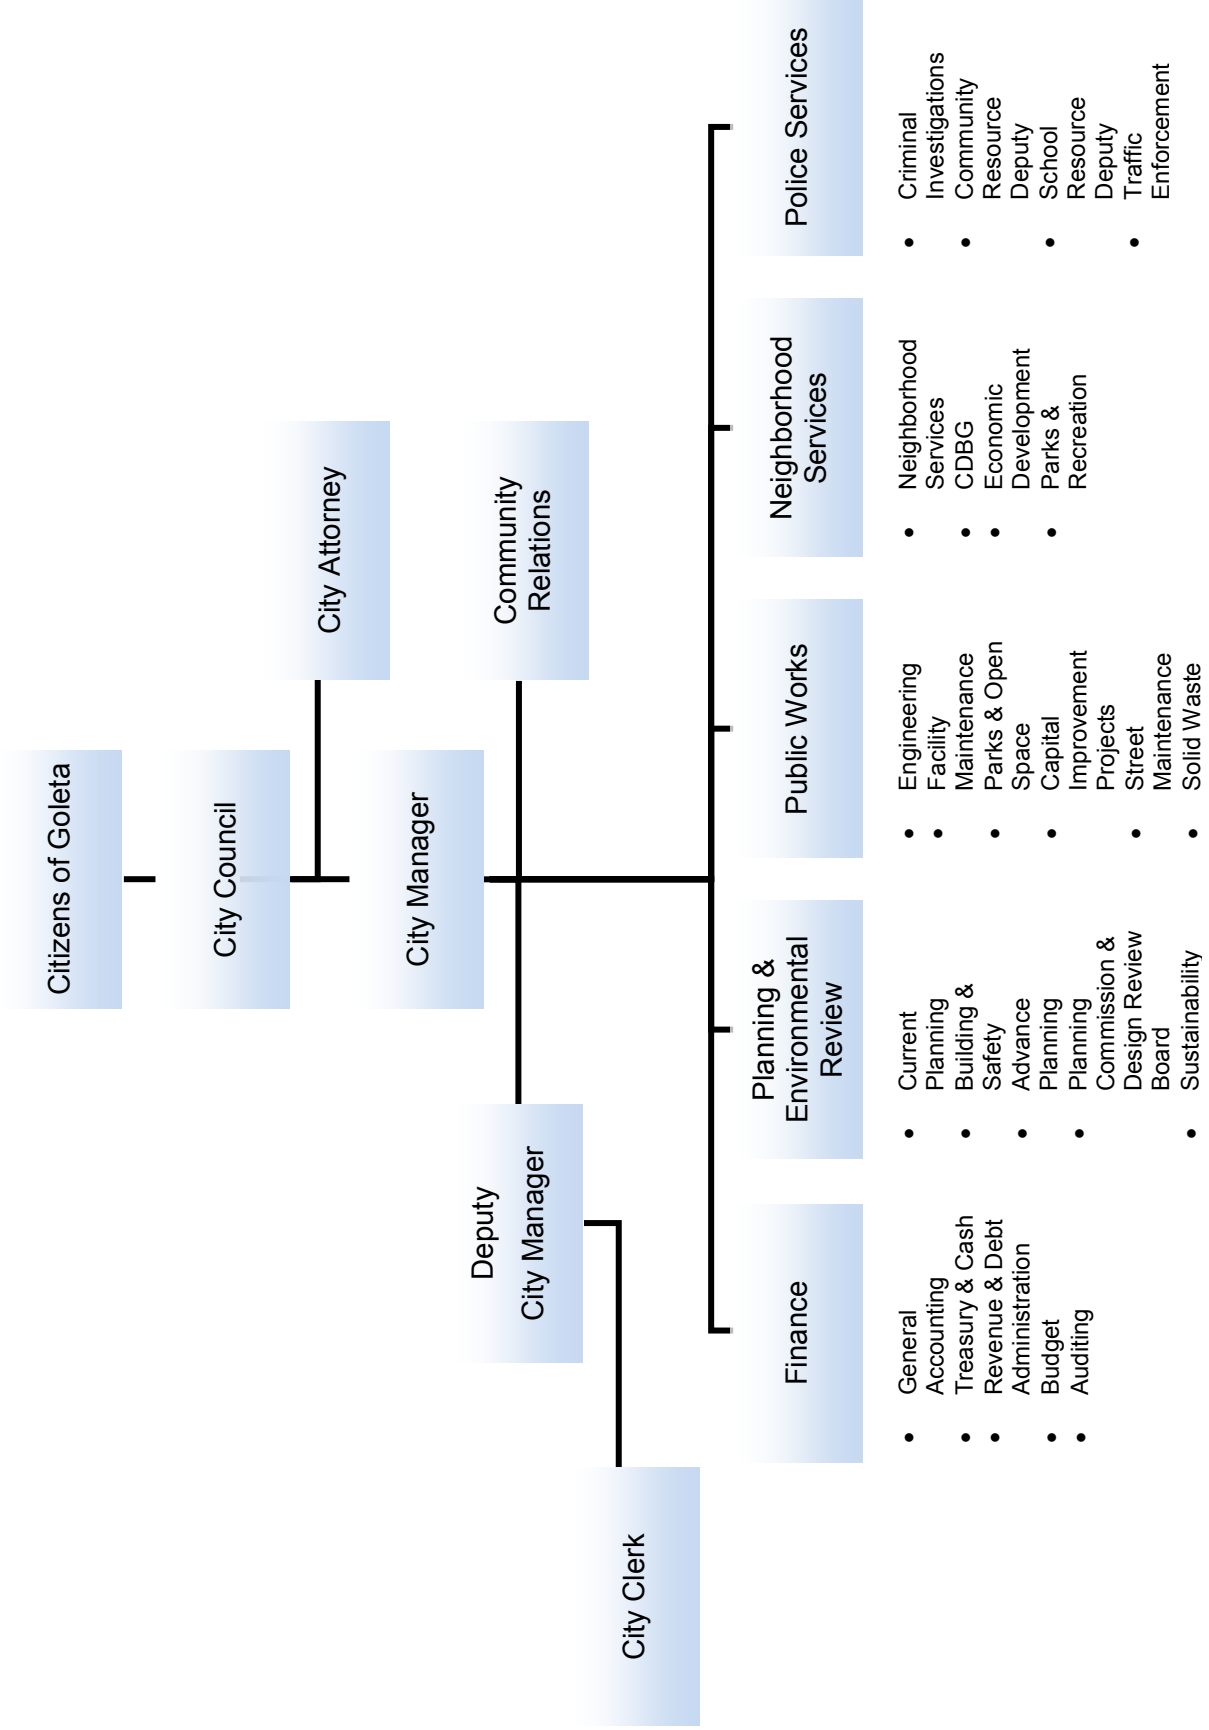 Citizens of Goleta
City Council
City Attorney
City Manager
Deputy
City Manager
Community
Relations
City Clerk
Finance
• General
Accounting
• Treasury & Cash
• Revenue & Debt
Administration
• Budget
• Auditing
Planning &
Environmental
Review
• Current
Planning
• Building &
Safety
• Advance
Planning
• Planning
Commission &
Design Review
Board
• Sustainability
Public Works
• Engineering
• Facility
Maintenance
• Parks & Open
Space
• Capital
Improvement
Projects
• Street
Maintenance
• Solid Waste
Neighborhood
Services
• Neighborhood
Services
• CDBG
• Economic
Development
• Parks &
Recreation
Police Services
• Criminal
Investigations
• Community
Resource
Deputy
• School
Resource
Deputy
• Traffic
Enforcement